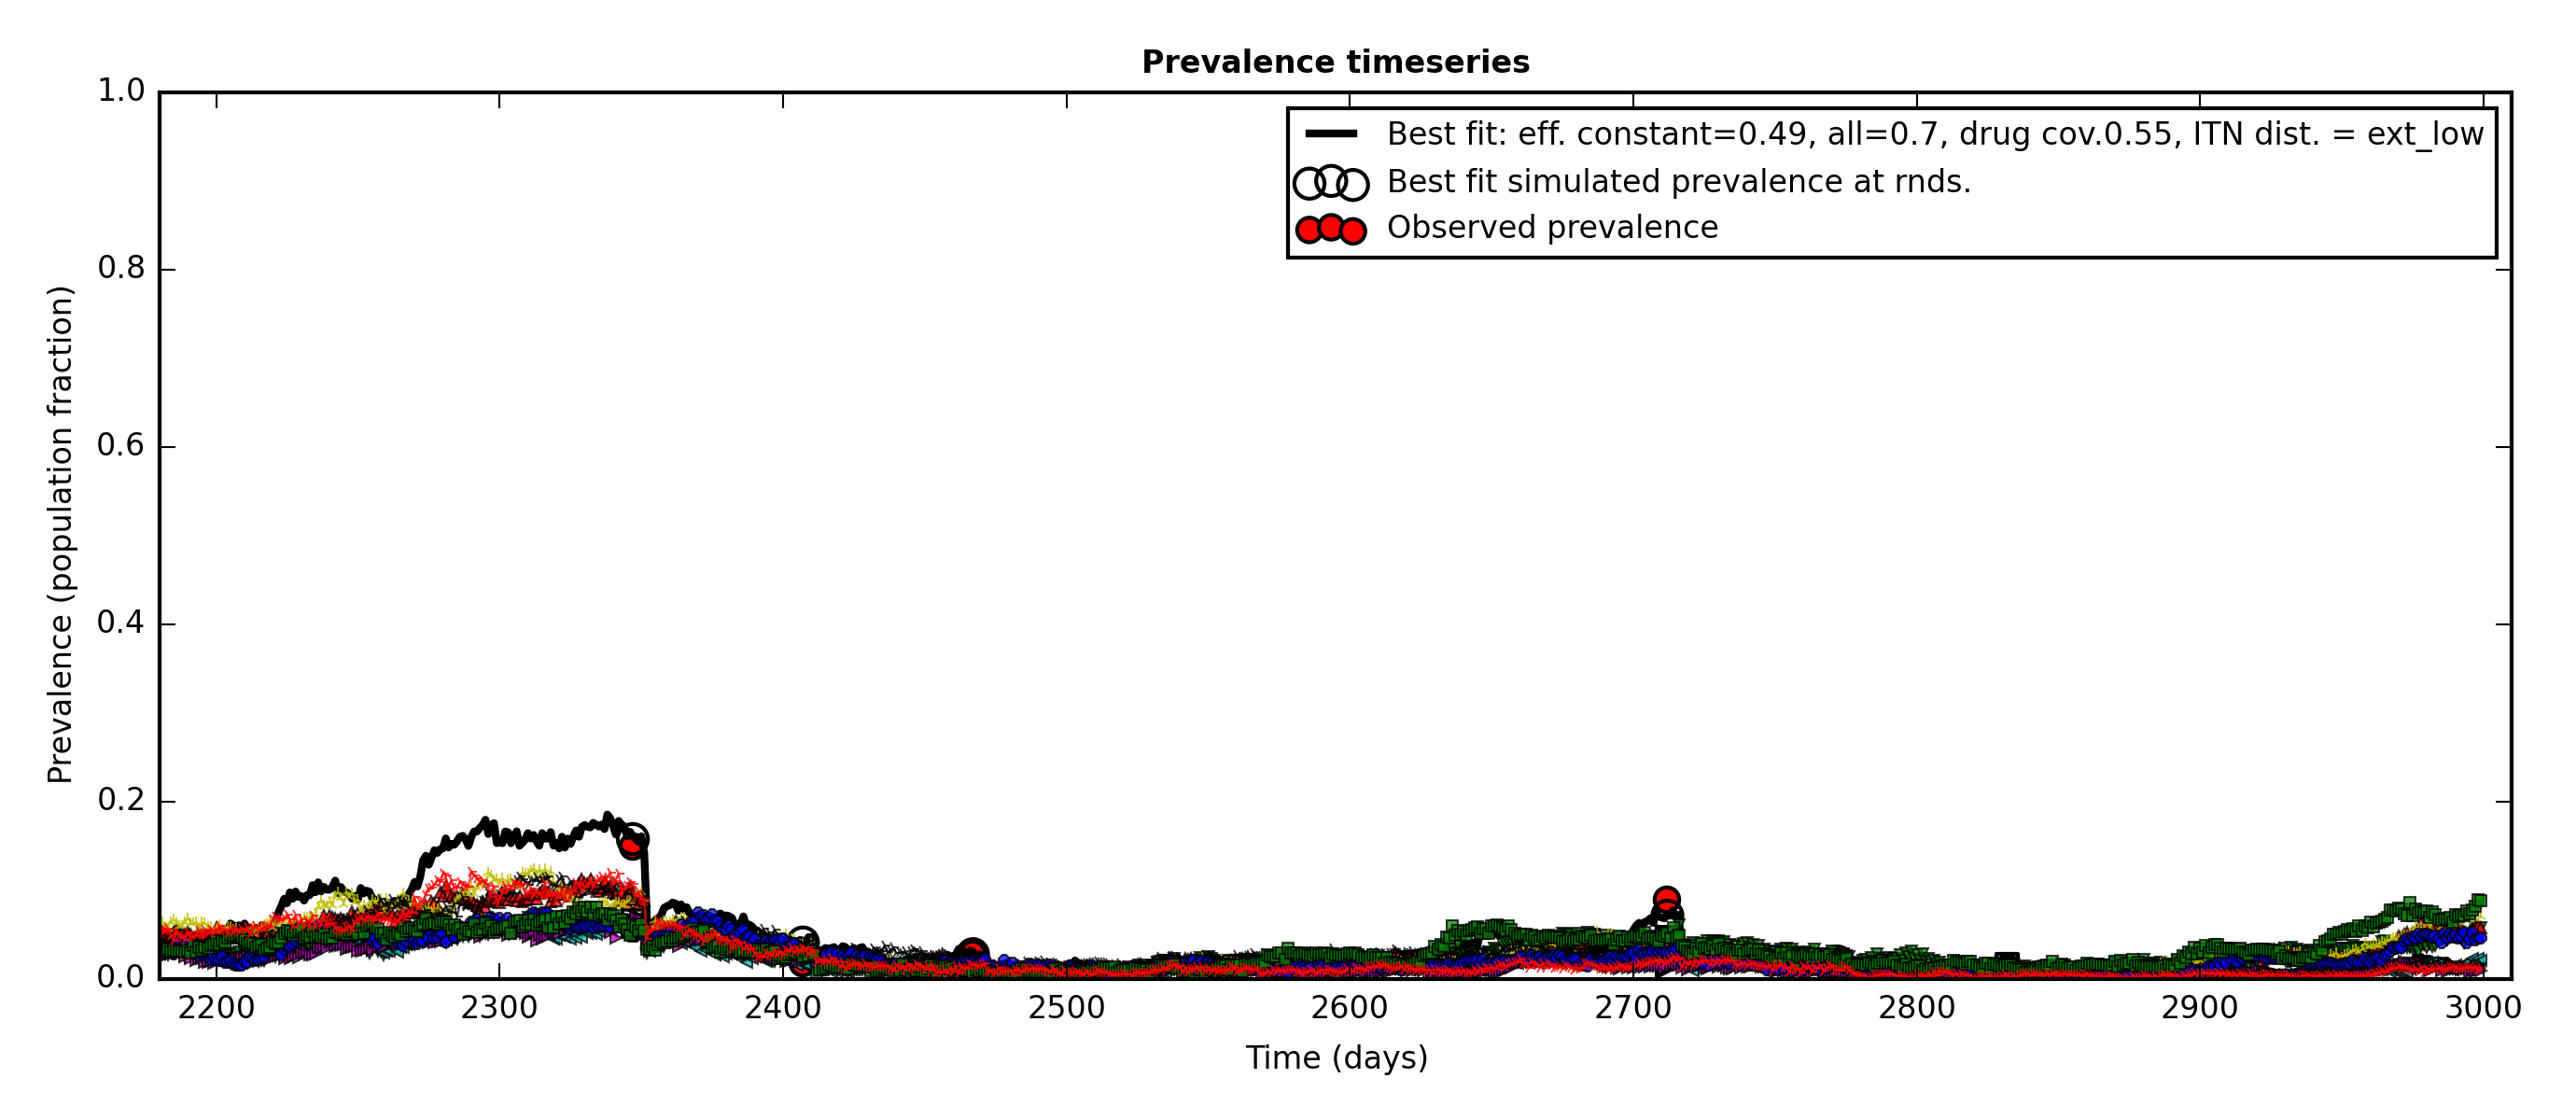 Prevalence timeseries
1.0
0.8
0.6
0.4
0.2
0.0
Prevalence (population fraction)
Best fit: eff. constant=0.49, all=0.7, drug cov.0.55, ITN dist. = ext_low
Best fit simulated prevalence at rnds.
Observed prevalence
2200 2300 2400 2500 2600 2700 2800 2900 3000
Time (days)